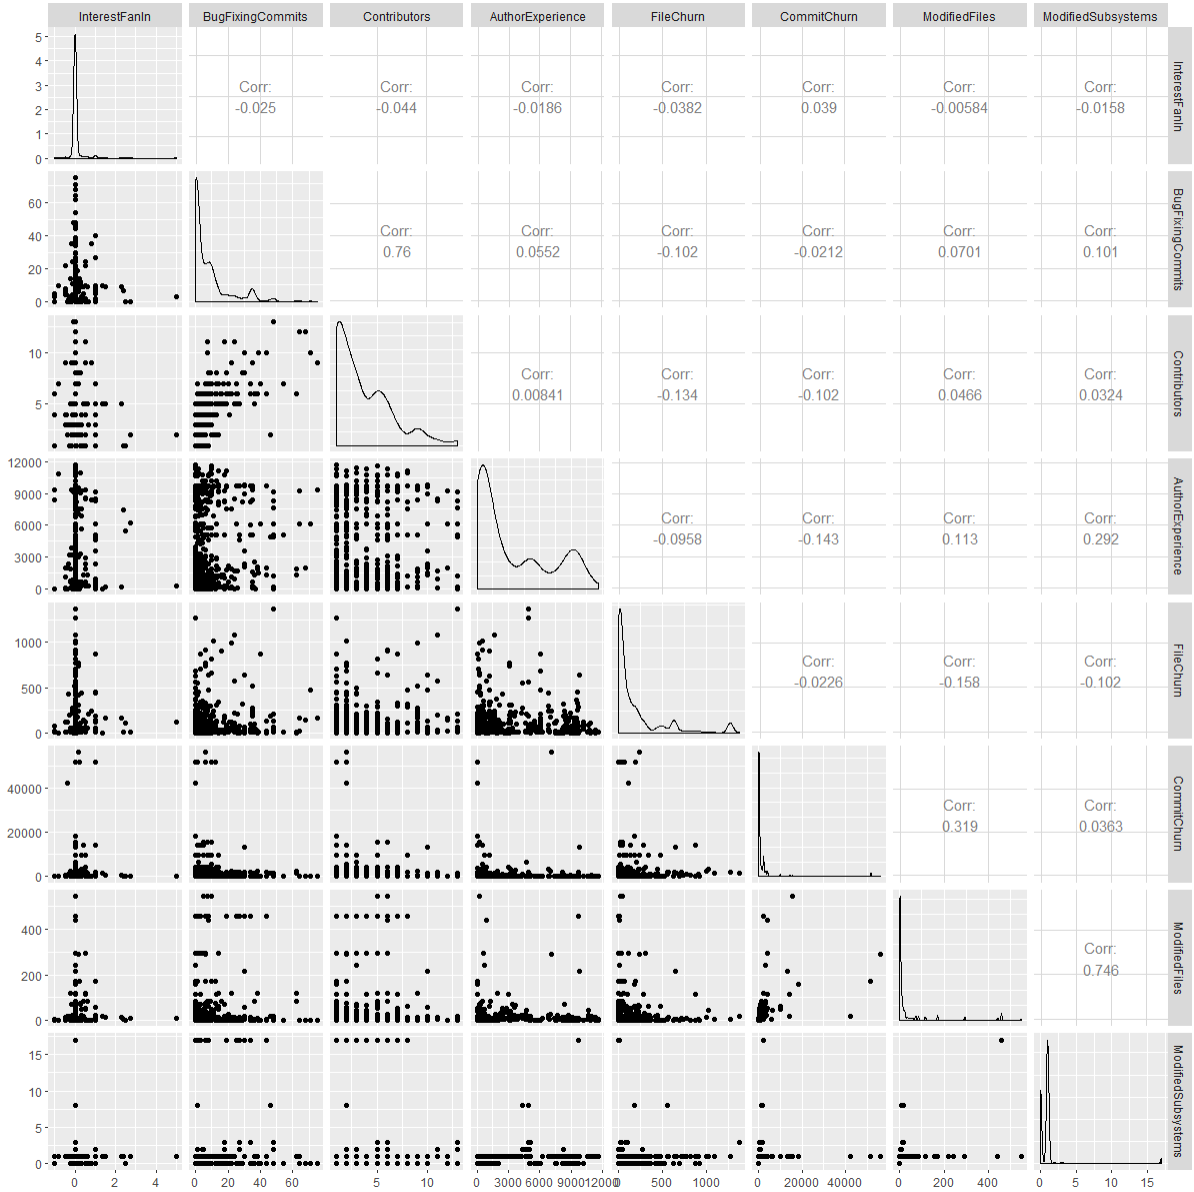 InterestFanIn BugFixingCommits Contributors AuthorExperience FileChurn CommitChurn ModifiedFiles ModifiedSubsystems
5
4
3
2
1
0
Corr: Corr: Corr: Corr: Corr: Corr: Corr:
-0.025 -0.044 -0.0186 -0.0382 0.039 -0.00584 -0.0158
InterestFanIn
60
40
20
0
Corr: Corr: Corr: Corr: Corr: Corr:
0.76 0.0552 -0.102 -0.0212 0.0701 0.101
BugFixingCommits
10
5
Corr: Corr: Corr: Corr: Corr:
0.00841 -0.134 -0.102 0.0466 0.0324
Contributors
12000
9000
6000
3000
0
Corr: Corr: Corr: Corr:
-0.0958 -0.143 0.113 0.292
AuthorExperience
1000
500
0
Corr: Corr: Corr:
-0.0226 -0.158 -0.102
FileChurn
40000
20000
0
Corr: Corr:
0.319 0.0363
CommitChurn
400
200
0
Corr:
0.746
ModifiedFiles
15
10
5
0
ModifiedSubsystems
0 2 4 0 20 40 60 5 10 0 3000 6000 9000 12000 0 500 1000 0 20000 40000 0 200 400 0 5 10 15